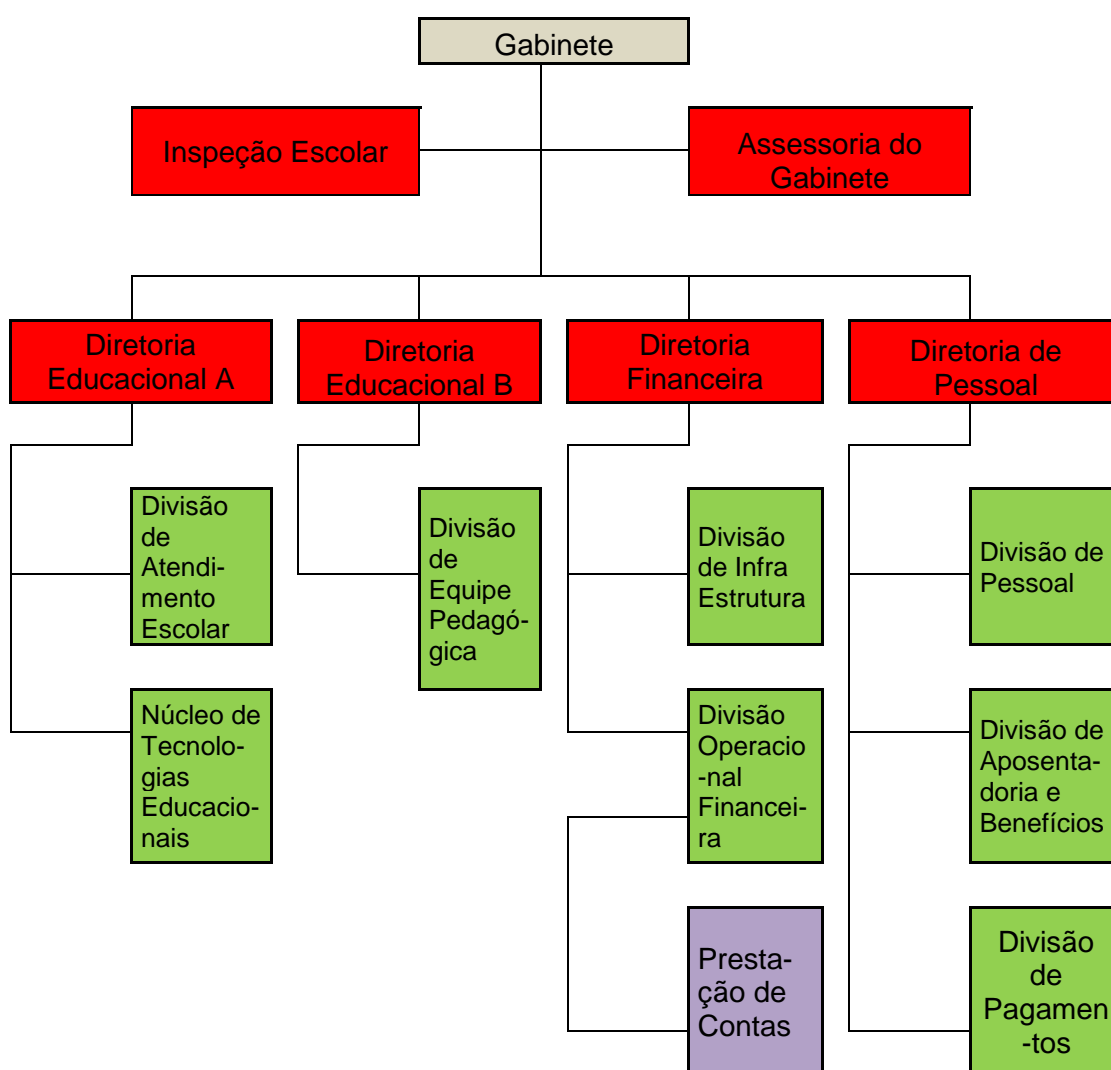 Gabinete
Inspeção Escolar
Assessoria do
Gabinete
Diretoria
Educacional A
Diretoria
Educacional B
Diretoria
Financeira
Diretoria de
Pessoal
Divisão
de
Atendi-
mento
Escolar
Divisão
de
Equipe
Pedagó-
gica
Divisão
de Infra
Estrutura
Divisão de
Pessoal
Núcleo de
Tecnolo-
gias
Educacio-
nais
Divisão
Operacio
-nal
Financei-
ra
Divisão de
Aposenta-
doria e
Benefícios
Presta-
ção de
Contas
Divisão
de
Pagamen
-tos